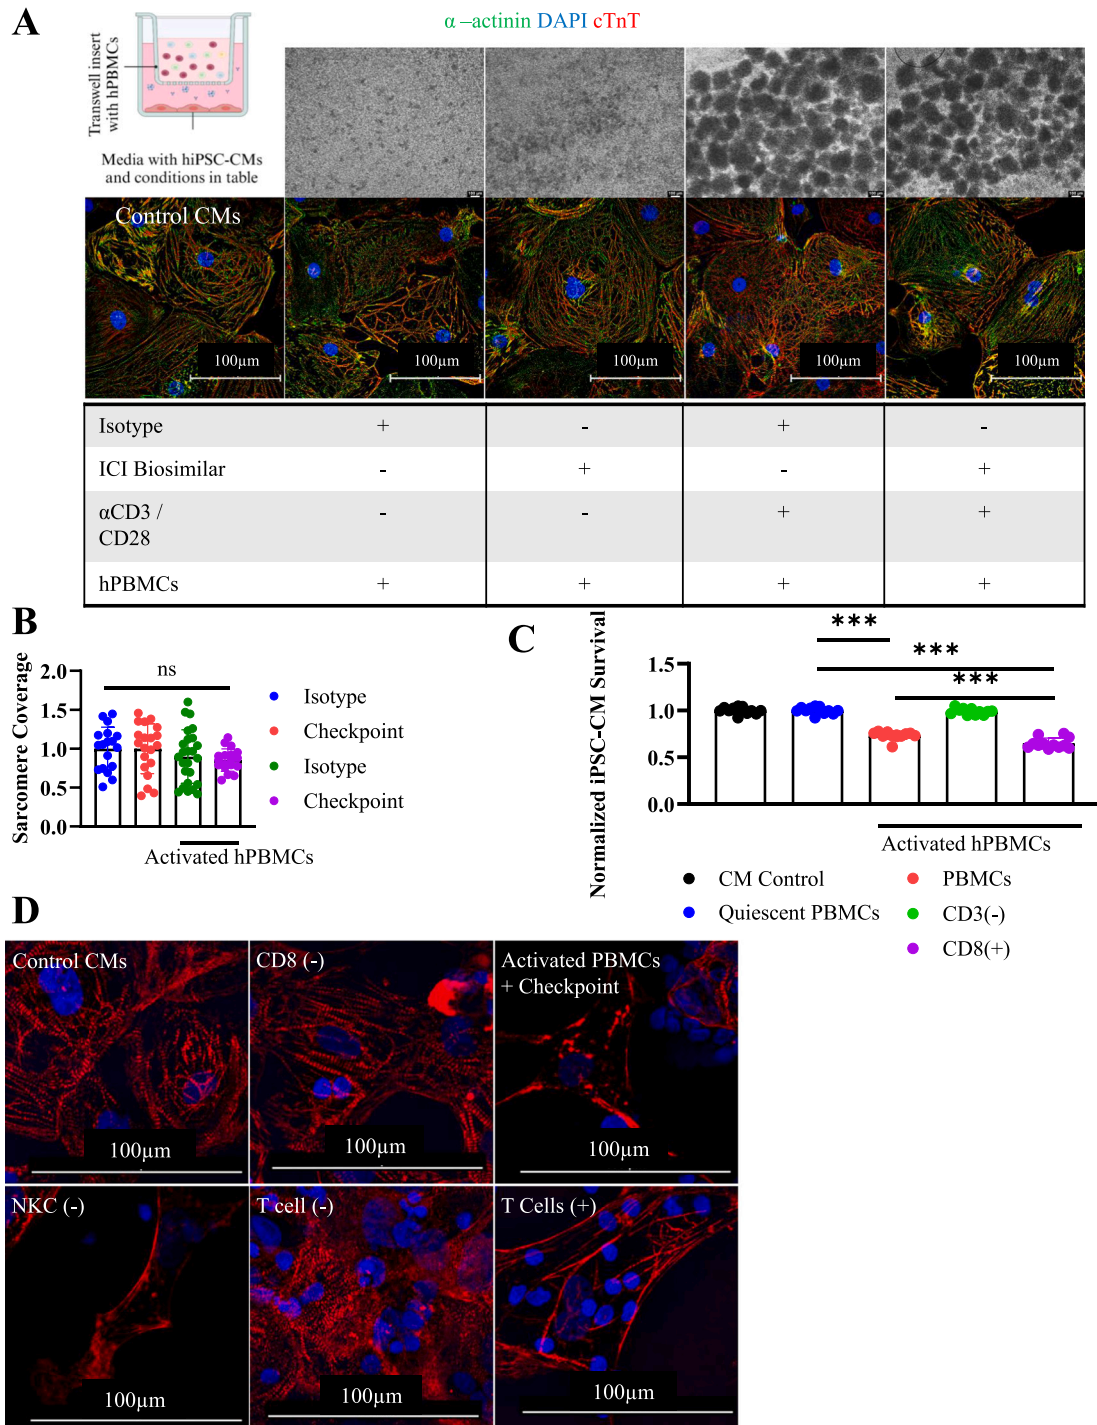 A
α –actinin DAPI cTnT
Transwell insert
with hPBMCs
Media with hiPSC-CMs
and conditions in table
Control CMs
100µm
100µm
100µm
100µm
100µm
Isotype + - + -
ICI Biosimilar - + - +
αCD3 /
CD28 - - + +
hPBMCs + + + +
B
Sarcomere Coverage
2.0
1.5
1.0
0.5
0.0
ns
Activated hPBMCs
Isotype
Checkpoint
Isotype
Checkpoint
C
Normalized iPSC-CM Survival
1.5
1.0
0.5
0.0
***
***
***
Activated hPBMCs
CM Control
Quiescent PBMCs
PBMCs
CD3(-)
CD8(+)
D
Control CMs
100µm
CD8 (-)
100µm
Activated PBMCs
+ Checkpoint
100µm
NKC (-)
100µm
T cell (-)
100µm
T Cells (+)
100µm